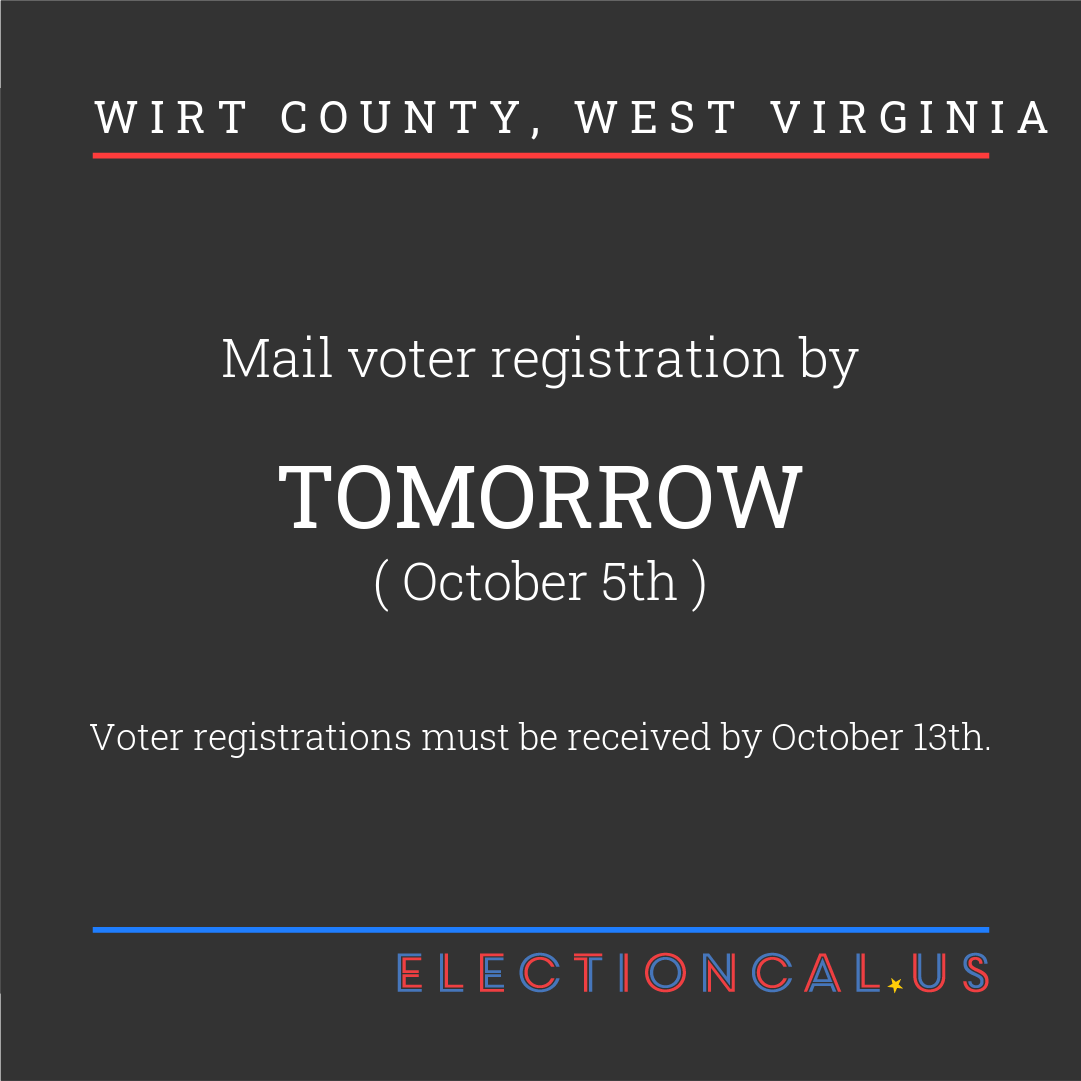 WIRT COUNTY, WEST VIRGINIA
Mail voter registration by
TOMORROW
( October 5th )
Voter registrations must be received by October 13th.
ELECTIONCAL.US